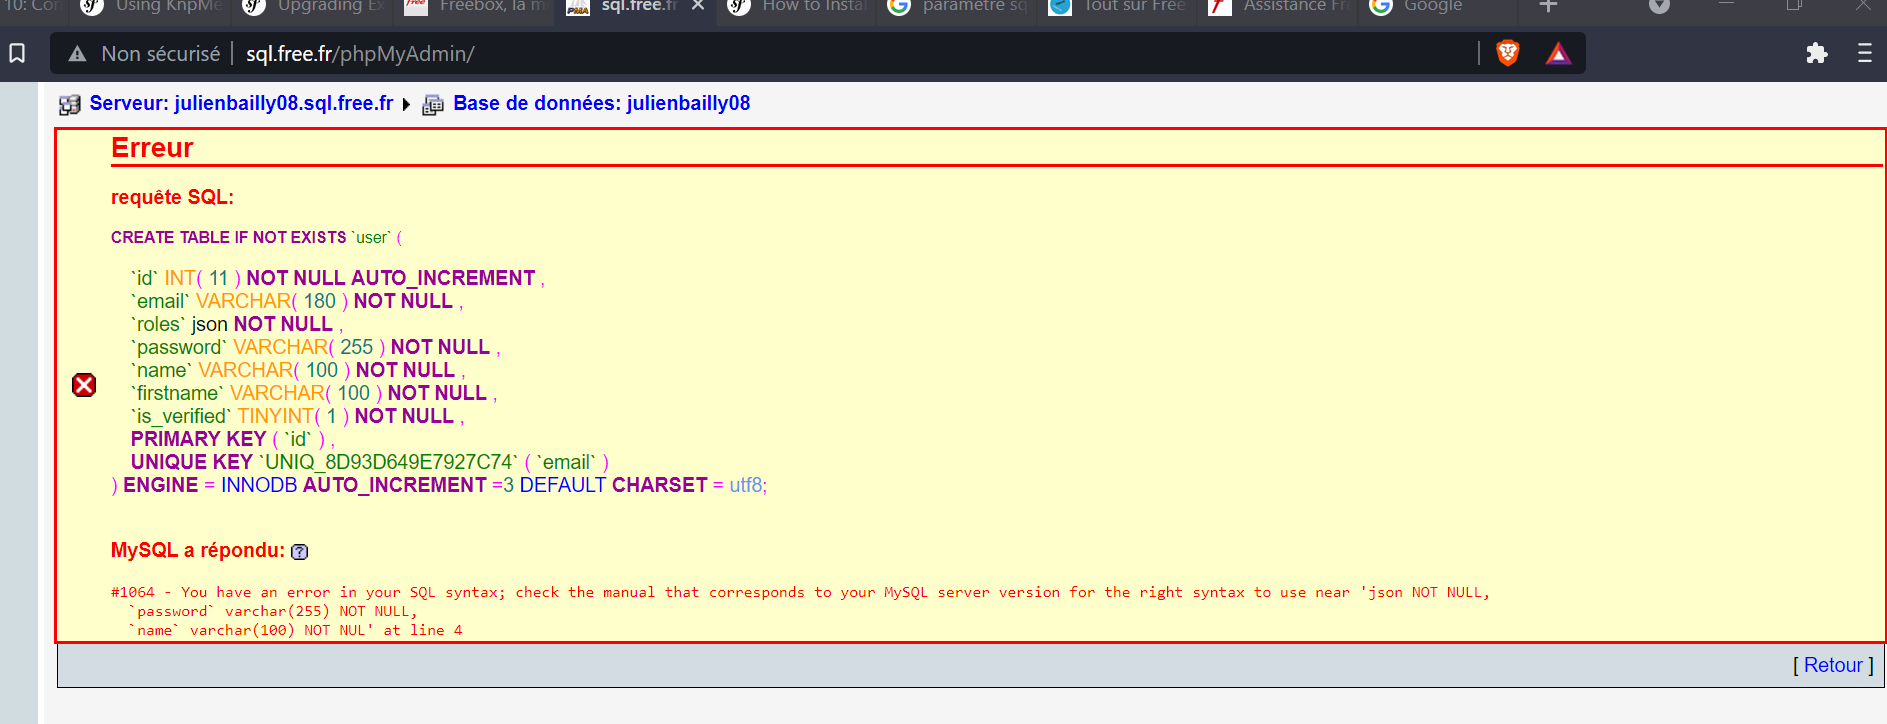 10: Con
Using KnpMe
Upgrading Ex
Freebox, la m
sql.free.fr
How to Instal
parametre sq
Tout sur Free
Assistance Fr
Google
Non sécurisé
sql.free.fr/phpMyAdmin/
Serveur: julienbailly08.sql.free.fr Base de données: julienbailly08
Erreur
requête SQL:
CREATE TABLE IF NOT EXISTS `user` (
`id` INT( 11 ) NOT NULL AUTO_INCREMENT ,
`email` VARCHAR( 180 ) NOT NULL ,
`roles` json NOT NULL ,
`password` VARCHAR( 255 ) NOT NULL ,
`name` VARCHAR( 100 ) NOT NULL ,
`firstname` VARCHAR( 100 ) NOT NULL ,
`is_verified` TINYINT( 1 ) NOT NULL ,
PRIMARY KEY ( `id` ) ,
UNIQUE KEY `UNIQ_8D93D649E7927C74` ( `email` )
) ENGINE = INNODB AUTO_INCREMENT =3 DEFAULT CHARSET = utf8;
MySQL a répondu:
#1064 - You have an error in your SQL syntax; check the manual that corresponds to your MySQL server version for the right syntax to use near 'json NOT NULL,
`password` varchar(255) NOT NULL,
`name` varchar(100) NOT NUL' at line 4
[ Retour ]